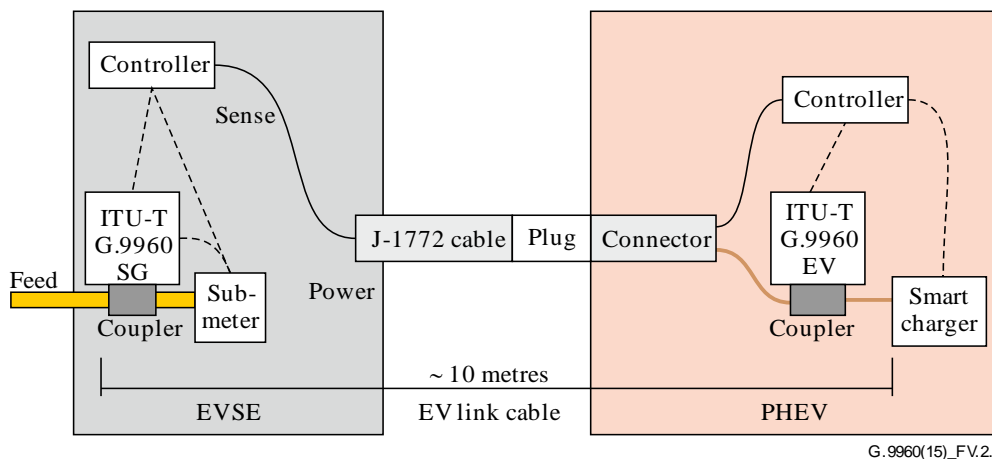 Controller
Sense
ITU-T
G.9960
SG
Feed
Coupler
Sub-
meter
Power
J-1772 cable
Plug
Connector
Controller
ITU-T
G.9960
EV
Coupler
Smart
charger
~ 10 metres
EVSE
EV link cable
PHEV
G.9960(15)_FV.2.